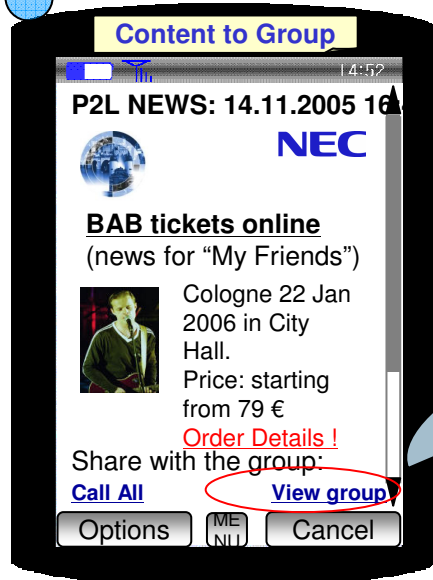 Content to Group
14:52
P2L NEWS: 14.11.2005 16
NEC
BAB tickets online
(news for “My Friends”)
Cologne 22 Jan
2006 in City
Hall.
Price: starting
from 79 €
Order Details !
Share with the group:
Call All View group
Options MENU Cancel